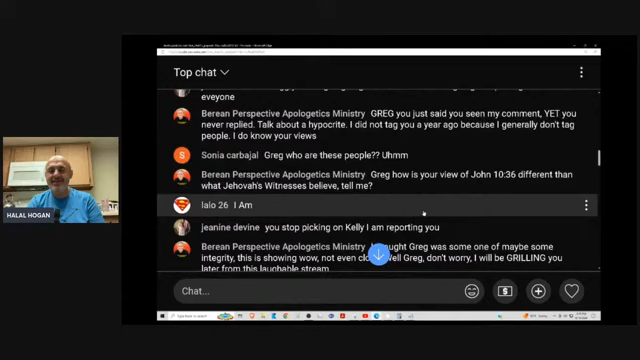 Top chat
eveyone
Berean Perspective Apologetics Ministry GREG you just said you seen my comment, YET you
never replied. Talk about a hypocrite. I did not tag you a year ago because I generally don't tag
people. I do know your views
S Sonia carbajal Greg who are these people?? Uhmm
Berean Perspective Apologetics Ministry Greg how is your view of John 10:36 different than
what Jehovah's Witnesses believe, tell me?
lalo 26 I Am
jeanine devine you stop picking on Kelly I am reporting you
Berean Perspective Apologetics Ministry Greg was some one of maybe some
integrity, this is showing wow, not even Greg, don't worry, I will be GRILLING you
later from this laughable stream
Chat...
HALAL HOGAN
Type here to search